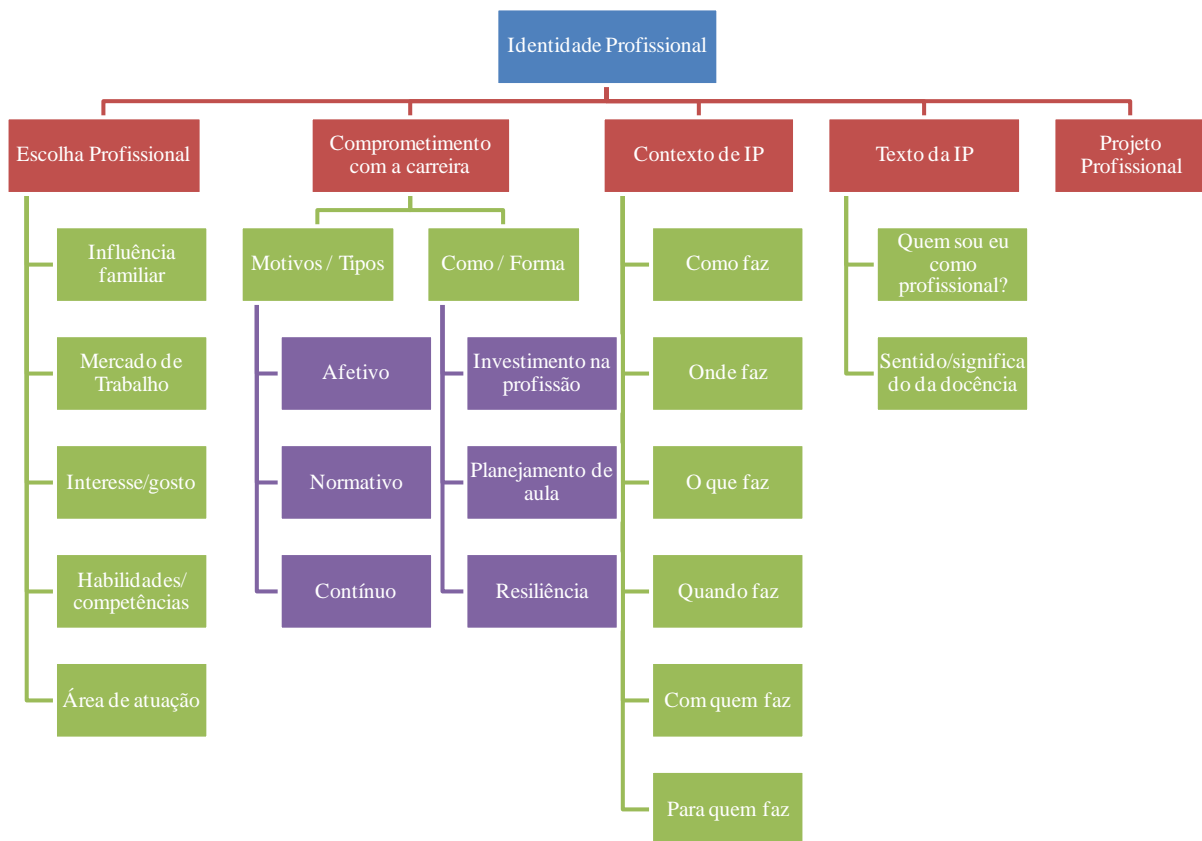 Identidade Profissional
Escolha Profissional
Comprometimento
com a carreira
Contexto de IP
Texto da IP
Projeto
Profissional
Influência
familiar
Mercado de
Trabalho
Interesse/gosto
Habilidades/
competências
Área de atuação
Motivos / Tipos
Afetivo
Normativo
Contínuo
Como / Forma
Investimento na
profissão
Planejamento de
aula
Resiliência
Como faz
Onde faz
O que faz
Quando faz
Com quem faz
Para quem faz
Quem sou eu
como
profissional?
Sentido/significa
do da docência